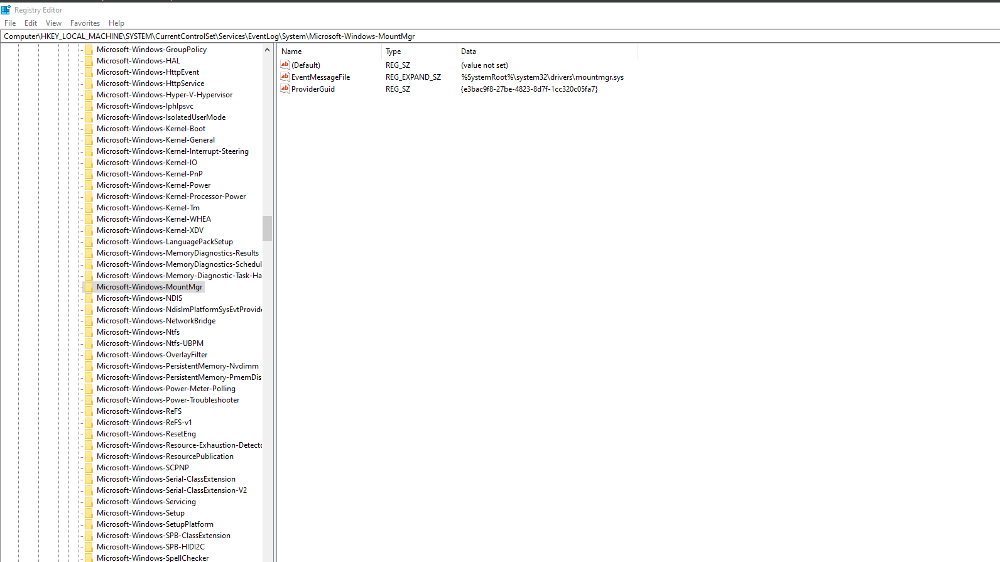 Registry Editor
File Edit View Favorites Help
Computer\HKEY_LOCAL_MACHINE\SYSTEM\CurrentControlSet\Services\EventLog\System\Microsoft-Windows-MountMgr
Microsoft-Windows-GroupPolicy
Microsoft-Windows-HAL
Microsoft-Windows-HttpEvent
Microsoft-Windows-HttpService
Microsoft-Windows-Hyper-V-Hypervisor
Microsoft-Windows-Iphlpsvc
Microsoft-Windows-IsolatedUserMode
Microsoft-Windows-Kernel-Boot
Microsoft-Windows-Kernel-General
Microsoft-Windows-Kernel-Interrupt-Steering
Microsoft-Windows-Kernel-IO
Microsoft-Windows-Kernel-PnP
Microsoft-Windows-Kernel-Power
Microsoft-Windows-Kernel-Processor-Power
Microsoft-Windows-Kernel-Tm
Microsoft-Windows-Kernel-WHEA
Microsoft-Windows-Kernel-XDV
Microsoft-Windows-LanguagePackSetup
Microsoft-Windows-MemoryDiagnostics-Results
Microsoft-Windows-MemoryDiagnostics-Schedul
Microsoft-Windows-Memory-Diagnostic-Task-Ha
Microsoft-Windows-MountMgr
Microsoft-Windows-NDIS
Microsoft-Windows-NdisImPlatformSysEvtProvide
Microsoft-Windows-NetworkBridge
Microsoft-Windows-Ntfs
Microsoft-Windows-Ntfs-UBPM
Microsoft-Windows-OverlayFilter
Microsoft-Windows-PersistentMemory-Nvdimm
Microsoft-Windows-PersistentMemory-PmemDis
Microsoft-Windows-Power-Meter-Polling
Microsoft-Windows-Power-Troubleshooter
Microsoft-Windows-ReFS
Microsoft-Windows-ReFS-v1
Microsoft-Windows-ResetEng
Microsoft-Windows-Resource-Exhaustion-Detecto
Microsoft-Windows-ResourcePublication
Microsoft-Windows-SCPNP
Microsoft-Windows-Serial-ClassExtension
Microsoft-Windows-Serial-ClassExtension-V2
Microsoft-Windows-Servicing
Microsoft-Windows-Setup
Microsoft-Windows-SetupPlatform
Microsoft-Windows-SPB-ClassExtension
Microsoft-Windows-SPB-HIDI2C
Microsoft-Windows-SpellChecker
Name Type Data
ab (Default) REG_SZ (value not set)
ab EventMessageFile REG_EXPAND_SZ %SystemRoot%\system32\drivers\mountmgr.sys
ab ProviderGuid REG_SZ {e3bac9f8-27be-4823-8d7f-1cc320c05fa7}